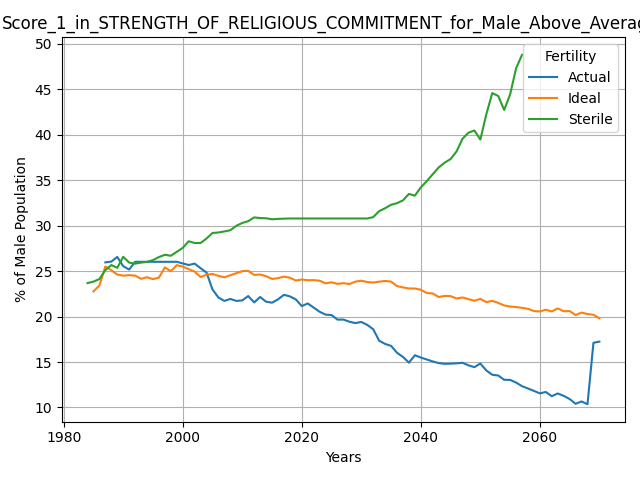 Score_1_in_STRENGTH_OF_RELIGIOUS_COMMITMENT_for_Male_Above_Averag
50
45
40
35
30
25
20
15
10
% of Male Population
Fertility
Actual
Ideal
Sterile
1980 2000 2020 2040 2060
Years